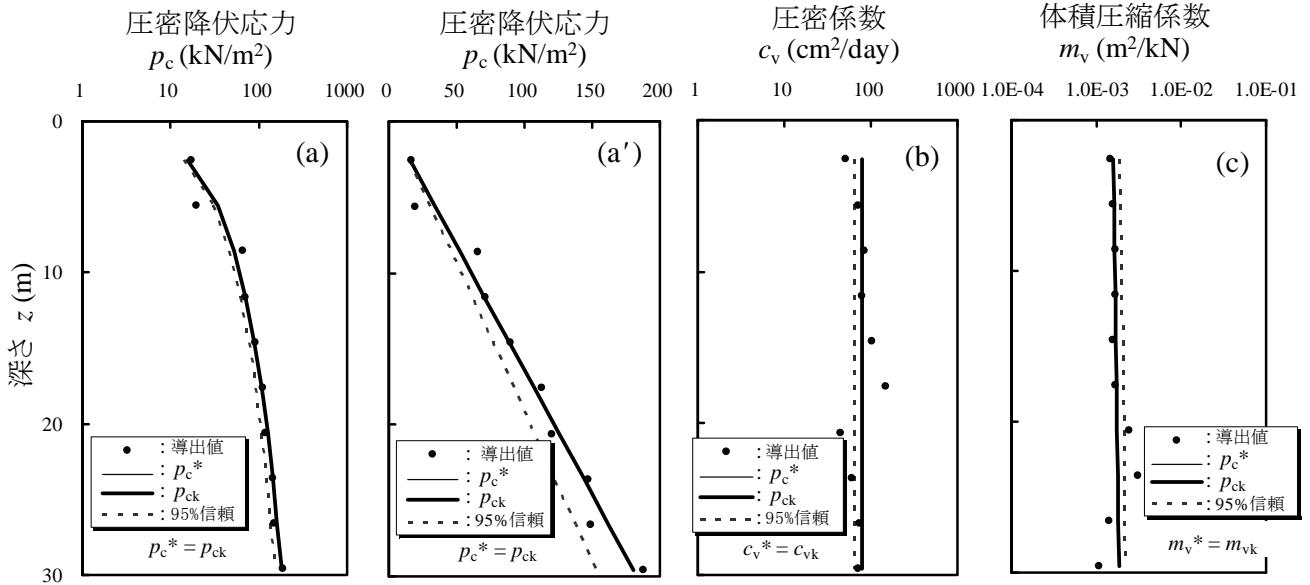 圧密降伏応力
p_c (kN/m²)
1 10 100 1000
圧密降伏応力
p_c (kN/m²)
0 50 100 150 200
圧密係数
c_v (cm²/day)
1 10 100 1000
体積圧縮係数
m_v (m²/kN)
1.0E-04 1.0E-03 1.0E-02 1.0E-01
深さ z (m)
0
10
20
30
(a)
: 導出値
: p_c*
: p_ck
: 95%信頼
p_c* = p_ck
(a′)
: 導出値
: p_c*
: p_ck
: 95%信頼
p_c* = p_ck
(b)
: 導出値
: p_c*
: p_ck
: 95%信頼
c_v* = c_vk
(c)
: 導出値
: p_c*
: p_ck
: 95%信頼
m_v* = m_vk